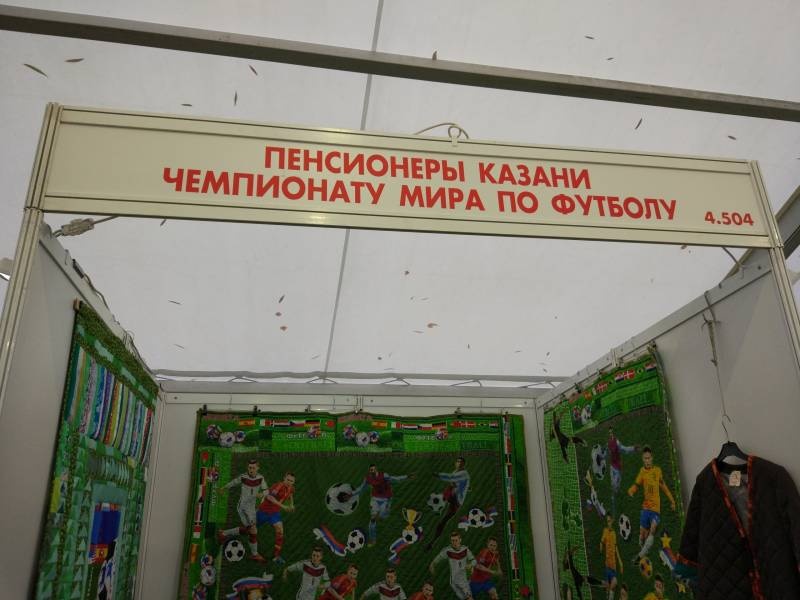 ПЕНСИОНЕРЫ КАЗАНИ
ЧЕМПИОНАТУ МИРА ПО ФУТБОЛУ
4.504